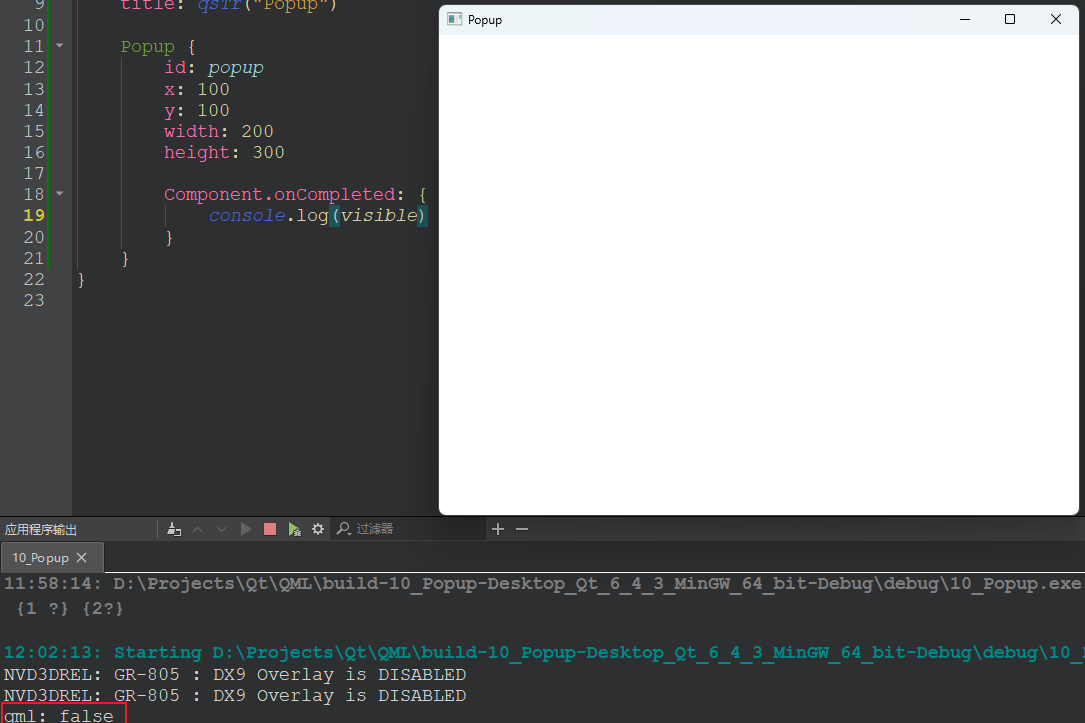 9 title: qsTr("Popup")
10
11 Popup {
12 id: popup
13 x: 100
14 y: 100
15 width: 200
16 height: 300
17
18 Component.onCompleted: {
19 console.log(visible)
20 }
21 }
22 }
23
Popup
应用程序输出
过滤器
10_Popup
11:58:14: D:\Projects\Qt\QML\build-10_Popup-Desktop_Qt_6_4_3_MinGW_64_bit-Debug\debug\10_Popup.exe
{1 ?} {2?}
12:02:13: Starting D:\Projects\Qt\QML\build-10_Popup-Desktop_Qt_6_4_3_MinGW_64_bit-Debug\debug\10_
NVD3DREL: GR-805 : DX9 Overlay is DISABLED
NVD3DREL: GR-805 : DX9 Overlay is DISABLED
qml: false